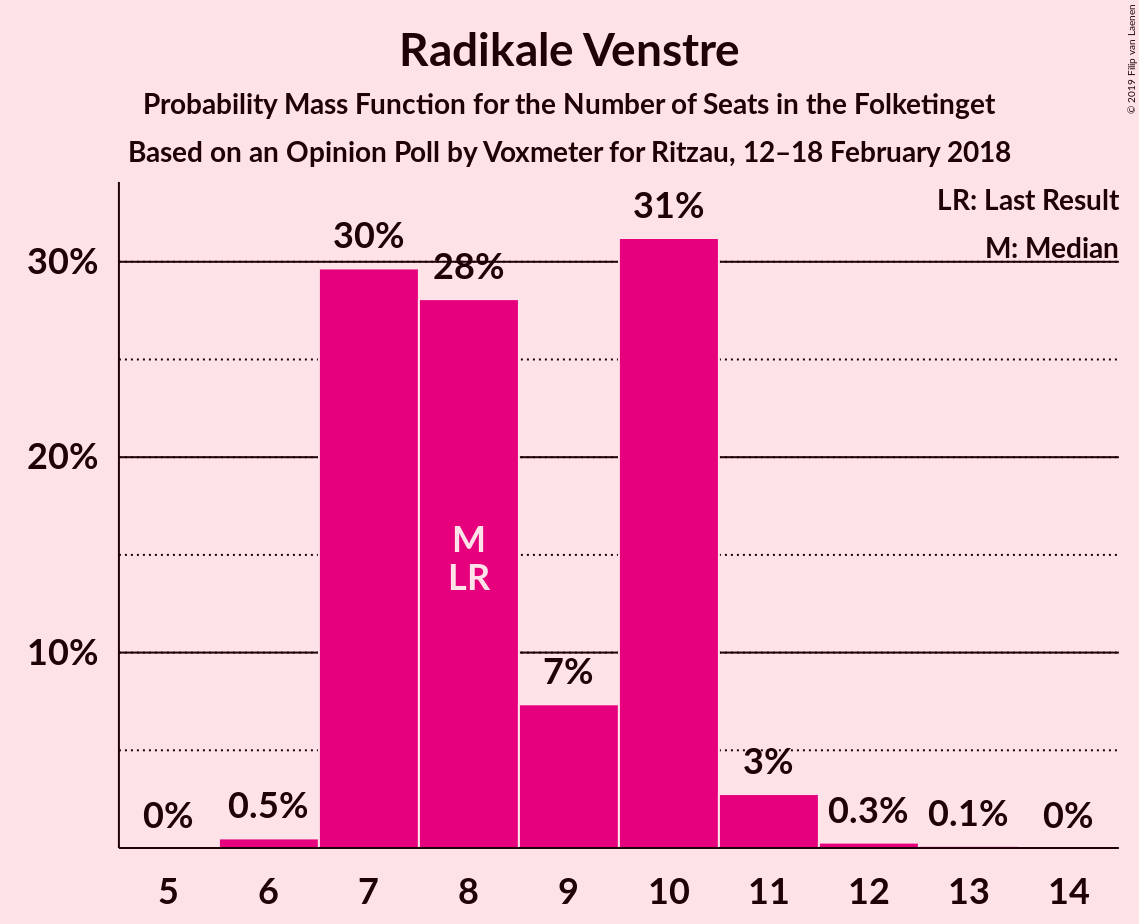 Radikale Venstre
Probability Mass Function for the Number of Seats in the Folketinget
Based on an Opinion Poll by Voxmeter for Ritzau, 12–18 February 2018
© 2019 Filip van Laenen
LR: Last Result
M: Median
30%
20%
10%
0%
0.5%
30%
28%
7%
31%
3%
0.3%
0.1%
0%
M
LR
5 6 7 8 9 10 11 12 13 14